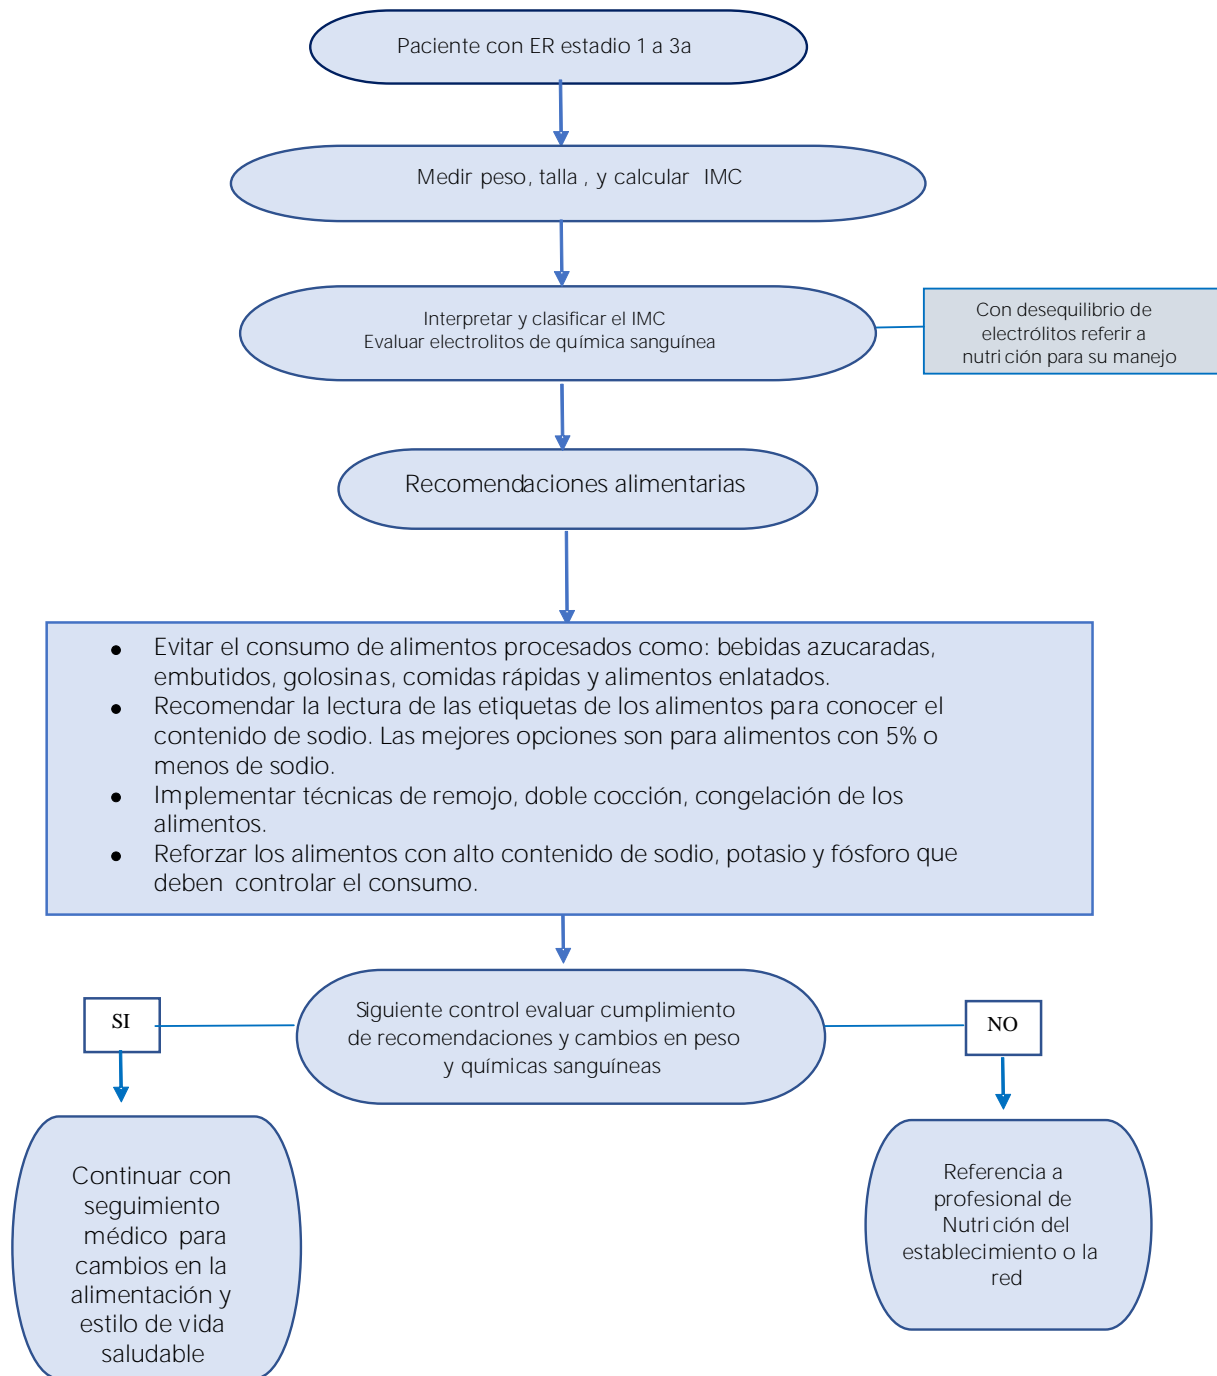 Paciente con ER estadio 1 a 3a
Medir peso, talla , y calcular IMC
Interpretar y clasificar el IMC
Evaluar electrolitos de química sanguínea
Con desequilibrio de
electrólitos referir a
nutrición para su manejo
Recomendaciones alimentarias
● Evitar el consumo de alimentos procesados como: bebidas azucaradas,
embutidos, golosinas, comidas rápidas y alimentos enlatados.
● Recomendar la lectura de las etiquetas de los alimentos para conocer el
contenido de sodio. Las mejores opciones son para alimentos con 5% o
menos de sodio.
● Implementar técnicas de remojo, doble cocción, congelación de los
alimentos.
● Reforzar los alimentos con alto contenido de sodio, potasio y fósforo que
deben controlar el consumo.
Siguiente control evaluar cumplimiento
de recomendaciones y cambios en peso
y químicas sanguíneas
SI
NO
Continuar con
seguimiento
médico para
cambios en la
alimentación y
estilo de vida
saludable
Referencia a
profesional de
Nutrición del
establecimiento o la
red